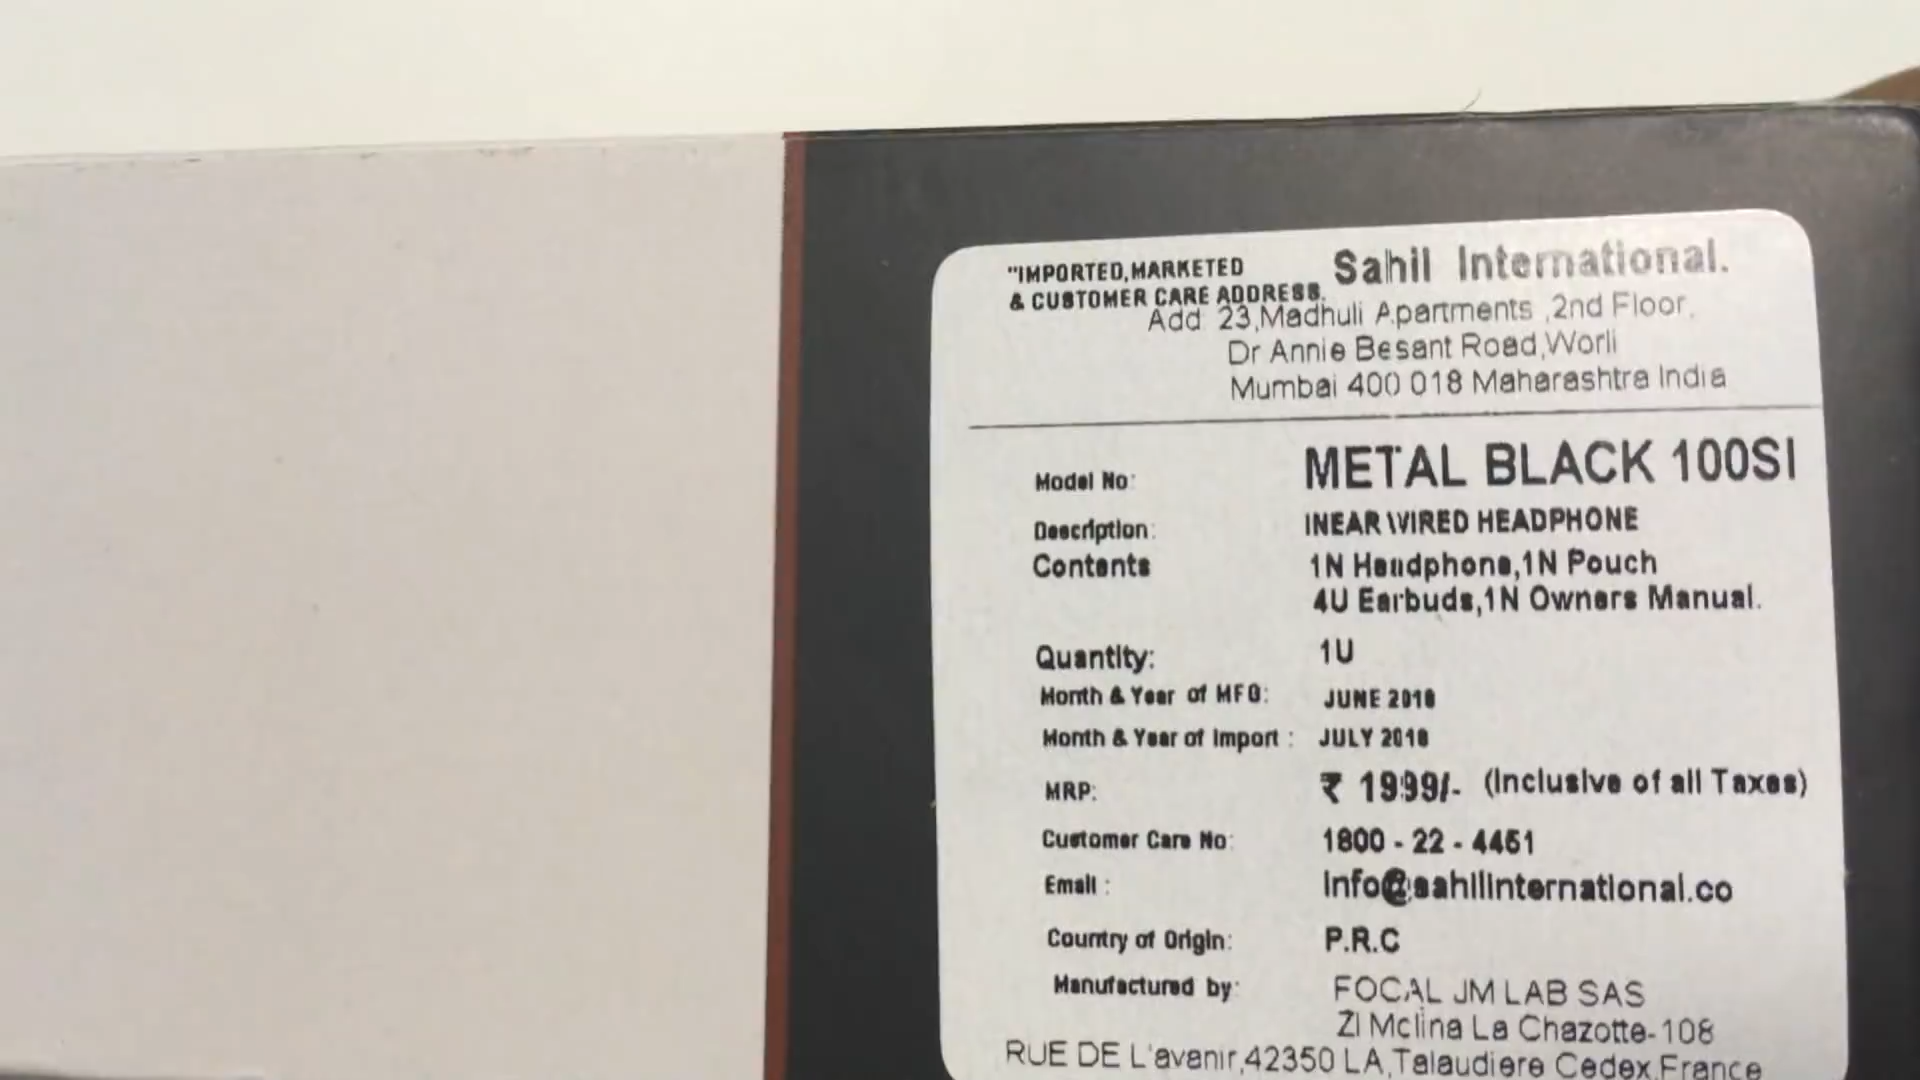 "IMPORTED,MARKETED
& CUSTOMER CARE ADDRESS. Sahil International.
Add: 23,Madhuli Apartments ,2nd Floor,
Dr Annie Besant Road,Worli
Mumbai 400 018 Maharashtra India
Model No: METAL BLACK 100SI
Description: INEAR WIRED HEADPHONE
Contents 1N Headphone,1N Pouch
4U Earbuds,1N Owners Manual.
Quantity: 1U
Month & Year of MFG: JUNE
Month & Year of Import : JULY
MRP: ₹ 1999/- (Inclusive of all Taxes)
Customer Care No: 1800 - 22 - 4451
Email : info@sahilinternational.co
Country of Origin: P.R.C
Manufactured by: FOCAL JM LAB SAS
ZI Mclina La Chazotte-108
RUE DE L'avenir,42350 LA,Talaudiere Cedex,France